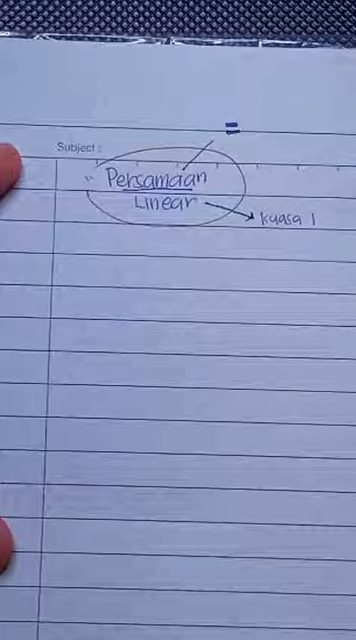 =
Subject :
" Persamaan
Linear → kuasa 1